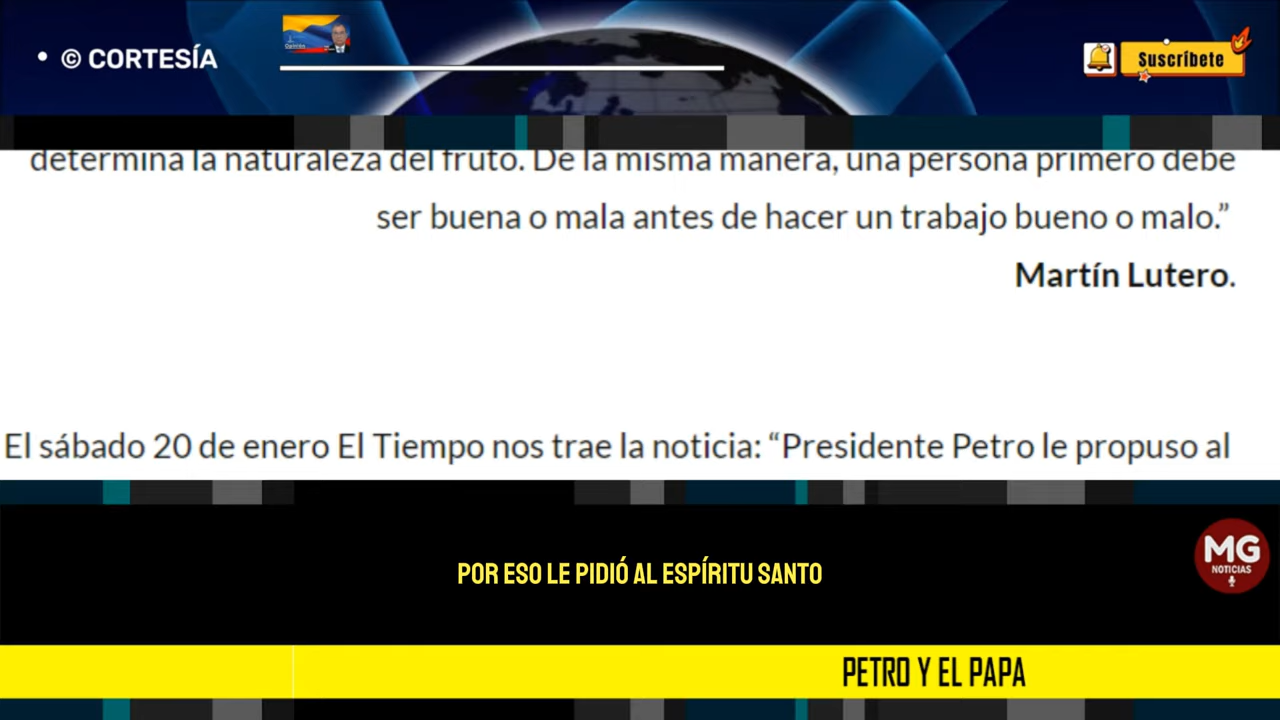 • © CORTESÍA
Opinión
Suscríbete
determina la naturaleza del fruto. De la misma manera, una persona primero debe
ser buena o mala antes de hacer un trabajo bueno o malo.”
Martín Lutero.
El sábado 20 de enero El Tiempo nos trae la noticia: “Presidente Petro le propuso al
POR ESO LE PIDIÓ AL ESPÍRITU SANTO
MG
NOTICIAS
PETRO Y EL PAPA